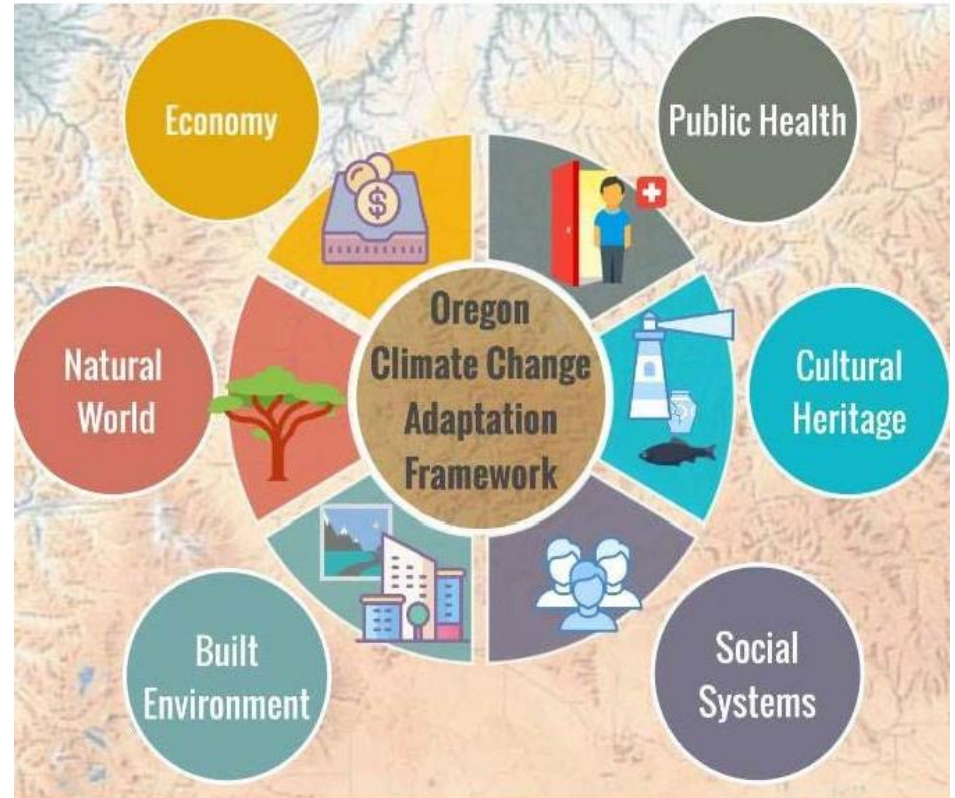 Economy
Public Health
Oregon
Climate Change
Adaptation
Framework
Natural
World
Cultural
Heritage
Built
Environment
Social
Systems
$